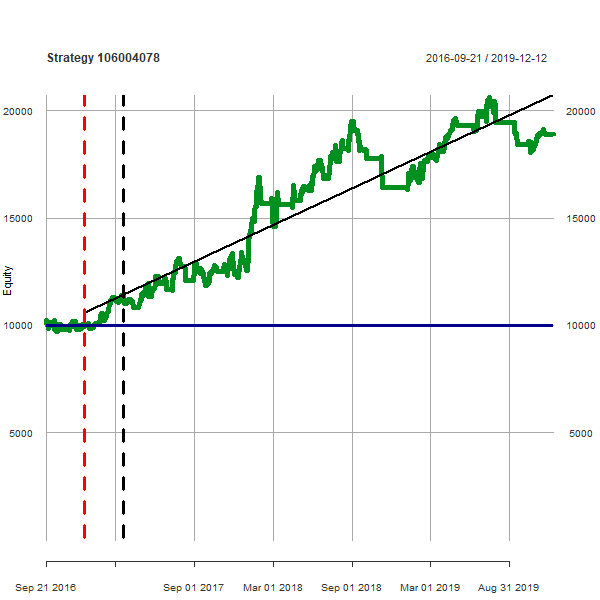 Strategy 106004078
2016-09-21 / 2019-12-12
20000
20000
15000
15000
Equity
10000
10000
5000
5000
Sep 21 2016
Sep 01 2017
Mar 01 2018
Sep 01 2018
Mar 01 2019
Aug 31 2019